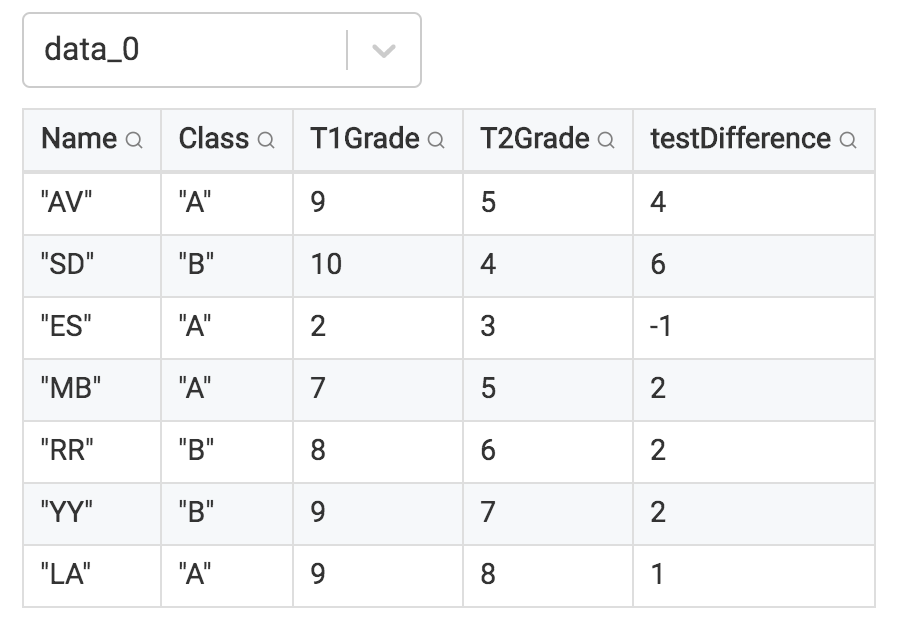 data_0
Name Class T1Grade T2Grade testDifference
"AV" "A" 9 5 4
"SD" "B" 10 4 6
"ES" "A" 2 3 -1
"MB" "A" 7 5 2
"RR" "B" 8 6 2
"YY" "B" 9 7 2
"LA" "A" 9 8 1